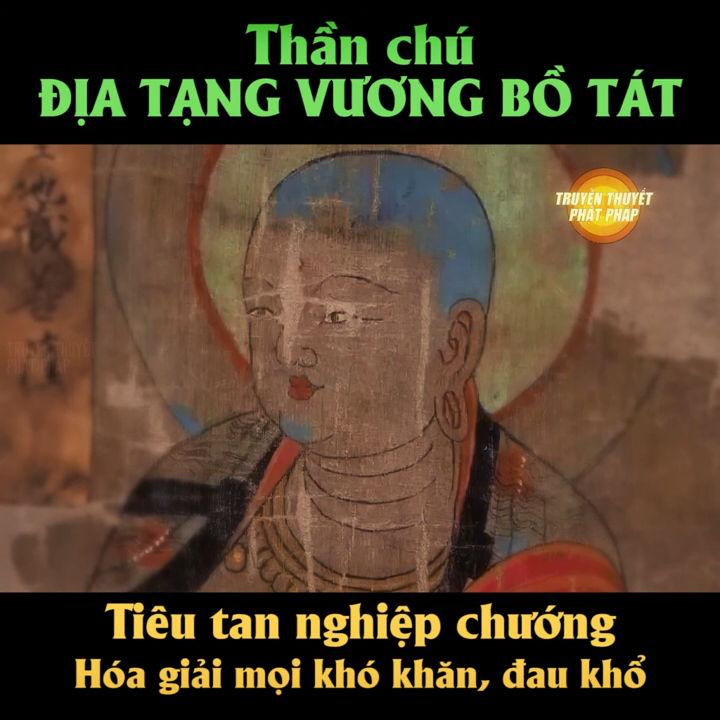 Thần chú
ĐỊA TẠNG VƯƠNG BỒ TÁT
TRUYỀN THUYẾT
PHẬT PHÁP
Tiêu tan nghiệp chướng
Hóa giải mọi khó khăn, đau khổ